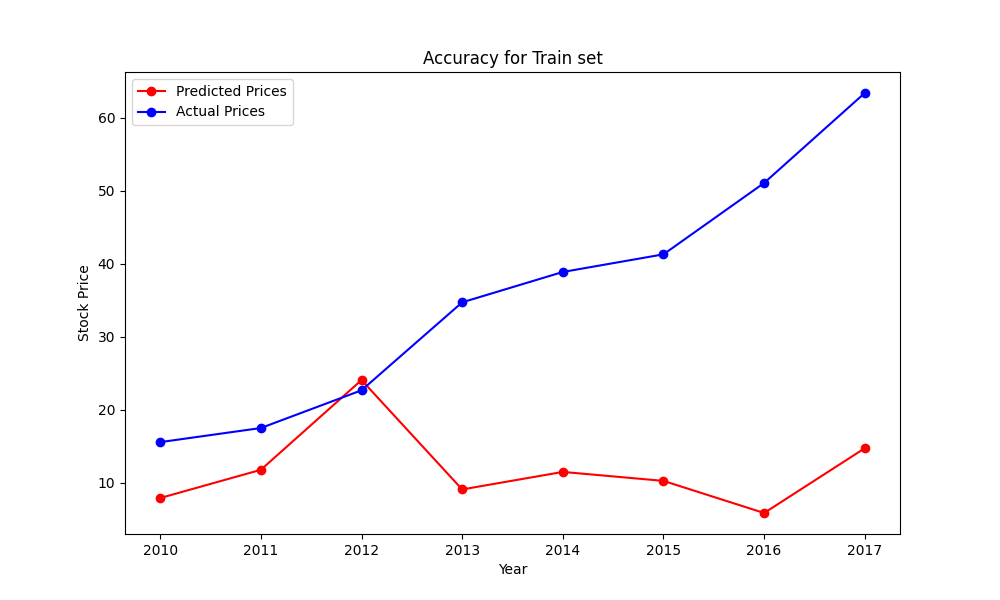 Accuracy for Train set
Predicted Prices
Actual Prices
Stock Price
60
50
40
30
20
10
2010 2011 2012 2013 2014 2015 2016 2017
Year